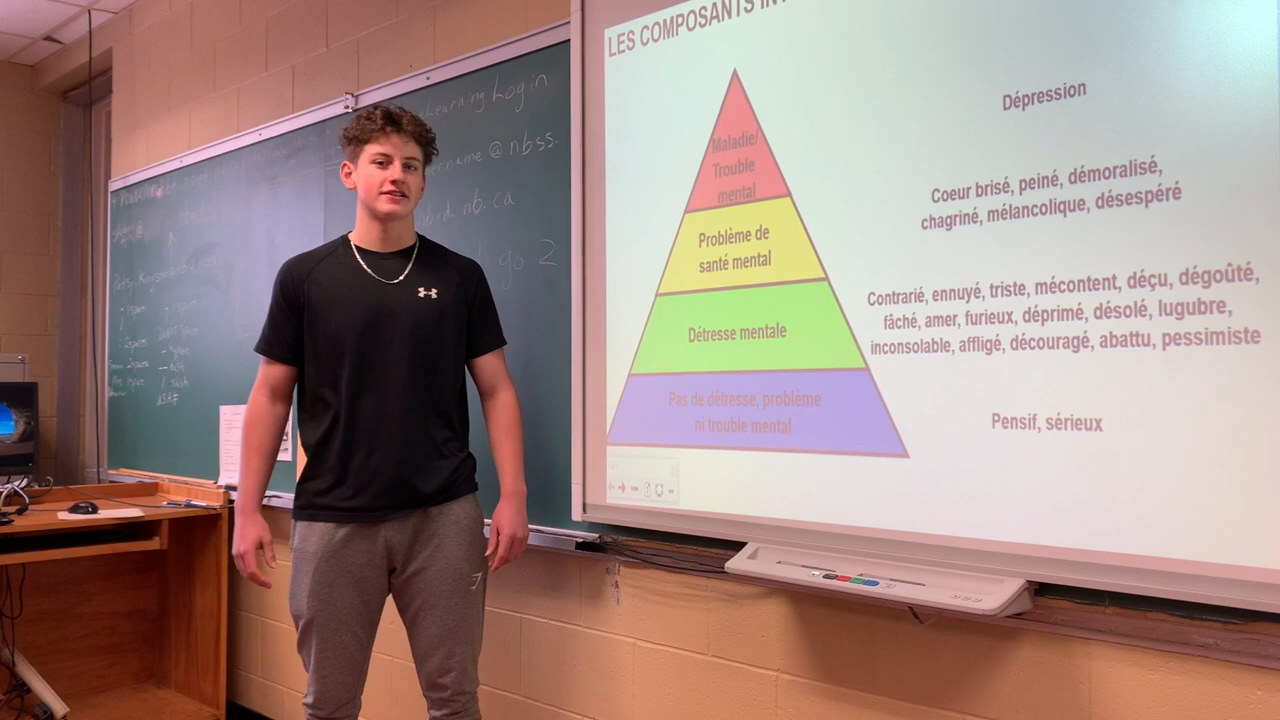 LES COMPOSANTS
Maladie/
Trouble
mental
Problème de
santé mental
Détresse mentale
Pas de détresse, problème
ni trouble mental
Dépression
Coeur brisé, peiné, démoralisé,
chagriné, mélancolique, désespéré
Contrarié, ennuyé, triste, mécontent, déçu, dégoûté,
fâché, amer, furieux, déprimé, désolé, lugubre,
inconsolable, affligé, découragé, abattu, pessimiste
Pensif, sérieux
Learning Login
@nbss.
nb.ca
go 2